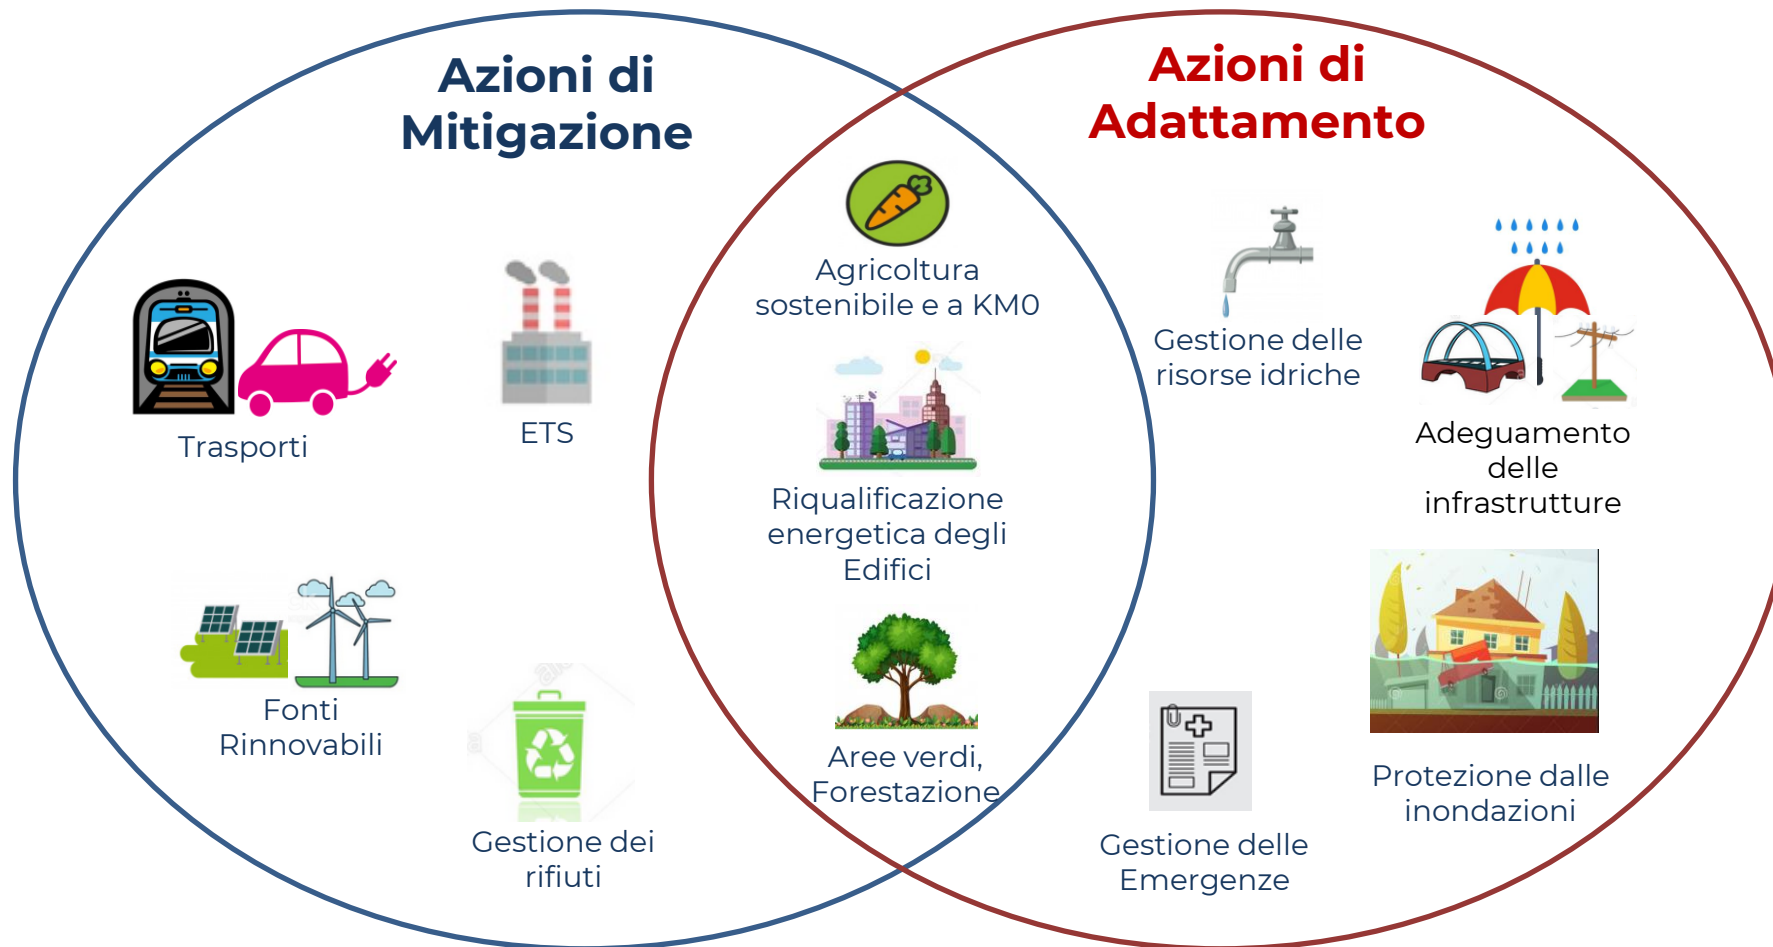 Azioni di
Mitigazione
Azioni di
Adattamento
Agricoltura
sostenibile e a KM0
Trasporti
ETS
Gestione delle
risorse idriche
Adeguamento
delle
infrastrutture
Riqualificazione
energetica degli
Edifici
Fonti
Rinnovabili
Gestione dei
rifiuti
Aree verdi,
Forestazione
Gestione delle
Emergenze
Protezione dalle
inondazioni